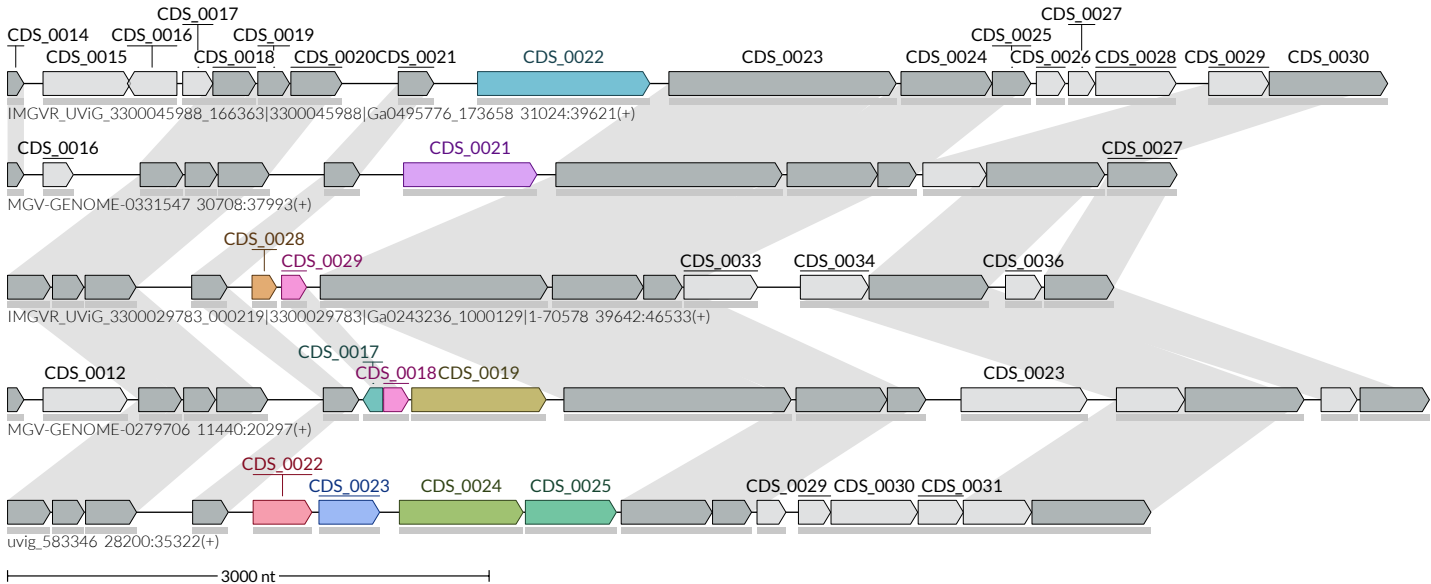 CDS_0017 CDS_0027
CDS_0014 CDS_0016 CDS_0019 CDS_0025
CDS_0015 CDS_0018 CDS_0020 CDS_0021 CDS_0022 CDS_0023 CDS_0024 CDS_0026 CDS_0028 CDS_0029 CDS_0030
IMGVR_UViG_3300045988_166363|3300045988|Ga0495776_173658 31024:39621(+)
CDS_0016 CDS_0021 CDS_0027
MGV-GENOME-0331547 30708:37993(+)
CDS_0028
CDS_0029 CDS_0033 CDS_0034 CDS_0036
IMGVR_UViG_3300029783_000219|3300029783|Ga0243236_1000129|1-70578 39642:46533(+)
CDS_0017
CDS_0012 CDS_0018 CDS_0019 CDS_0023
MGV-GENOME-0279706 11440:20297(+)
CDS_0022
CDS_0023 CDS_0024 CDS_0025 CDS_0029 CDS_0030 CDS_0031
uvig_583346 28200:35322(+)
3000 nt